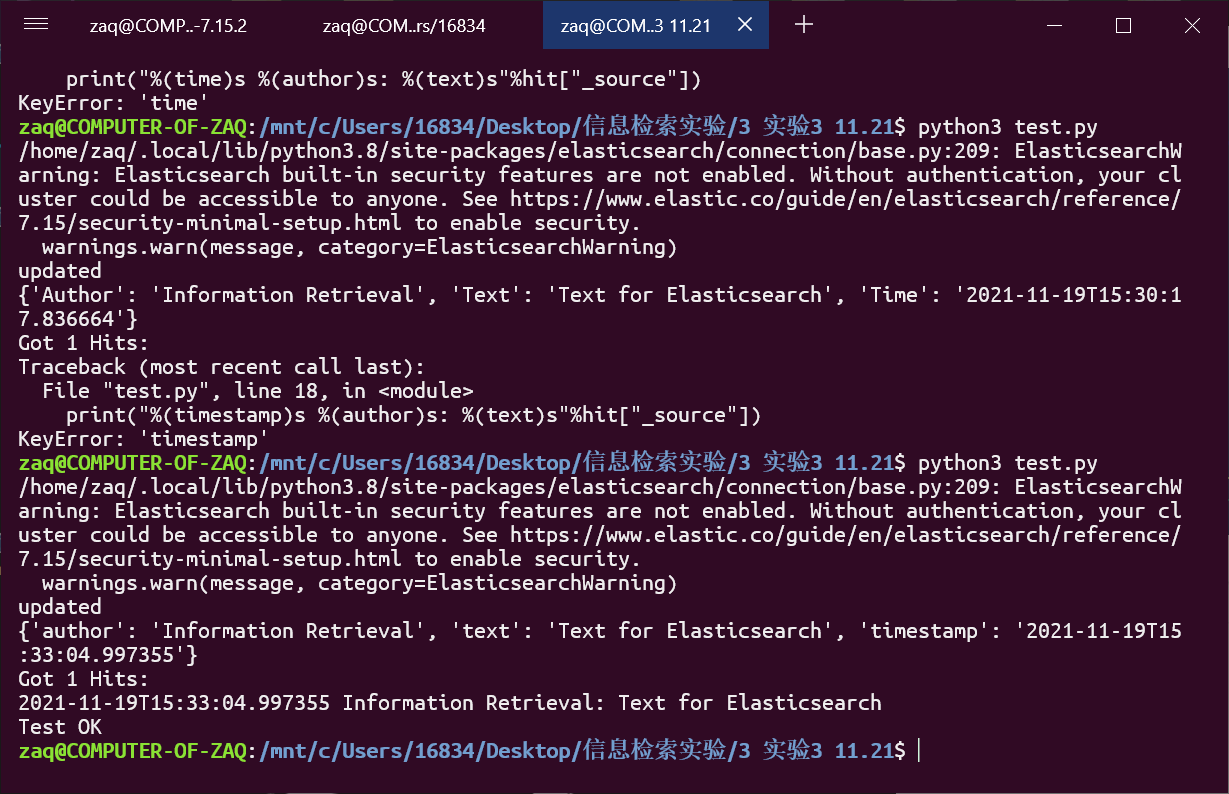 zaq@COMP..-7.15.2 zaq@COM..rs/16834 zaq@COM..3 11.21
print("%(time)s %(author)s: %(text)s"%hit["_source"])
KeyError: 'time'
zaq@COMPUTER-OF-ZAQ:/mnt/c/Users/16834/Desktop/信息检索实验/3 实验3 11.21$ python3 test.py
/home/zaq/.local/lib/python3.8/site-packages/elasticsearch/connection/base.py:209: ElasticsearchW
arning: Elasticsearch built-in security features are not enabled. Without authentication, your cl
uster could be accessible to anyone. See https://www.elastic.co/guide/en/elasticsearch/reference/
7.15/security-minimal-setup.html to enable security.
warnings.warn(message, category=ElasticsearchWarning)
updated
{'Author': 'Information Retrieval', 'Text': 'Text for Elasticsearch', 'Time': '2021-11-19T15:30:1
7.836664'}
Got 1 Hits:
Traceback (most recent call last):
File "test.py", line 18, in <module>
print("%(timestamp)s %(author)s: %(text)s"%hit["_source"])
KeyError: 'timestamp'
zaq@COMPUTER-OF-ZAQ:/mnt/c/Users/16834/Desktop/信息检索实验/3 实验3 11.21$ python3 test.py
/home/zaq/.local/lib/python3.8/site-packages/elasticsearch/connection/base.py:209: ElasticsearchW
arning: Elasticsearch built-in security features are not enabled. Without authentication, your cl
uster could be accessible to anyone. See https://www.elastic.co/guide/en/elasticsearch/reference/
7.15/security-minimal-setup.html to enable security.
warnings.warn(message, category=ElasticsearchWarning)
updated
{'author': 'Information Retrieval', 'text': 'Text for Elasticsearch', 'timestamp': '2021-11-19T15
:33:04.997355'}
Got 1 Hits:
2021-11-19T15:33:04.997355 Information Retrieval: Text for Elasticsearch
Test OK
zaq@COMPUTER-OF-ZAQ:/mnt/c/Users/16834/Desktop/信息检索实验/3 实验3 11.21$